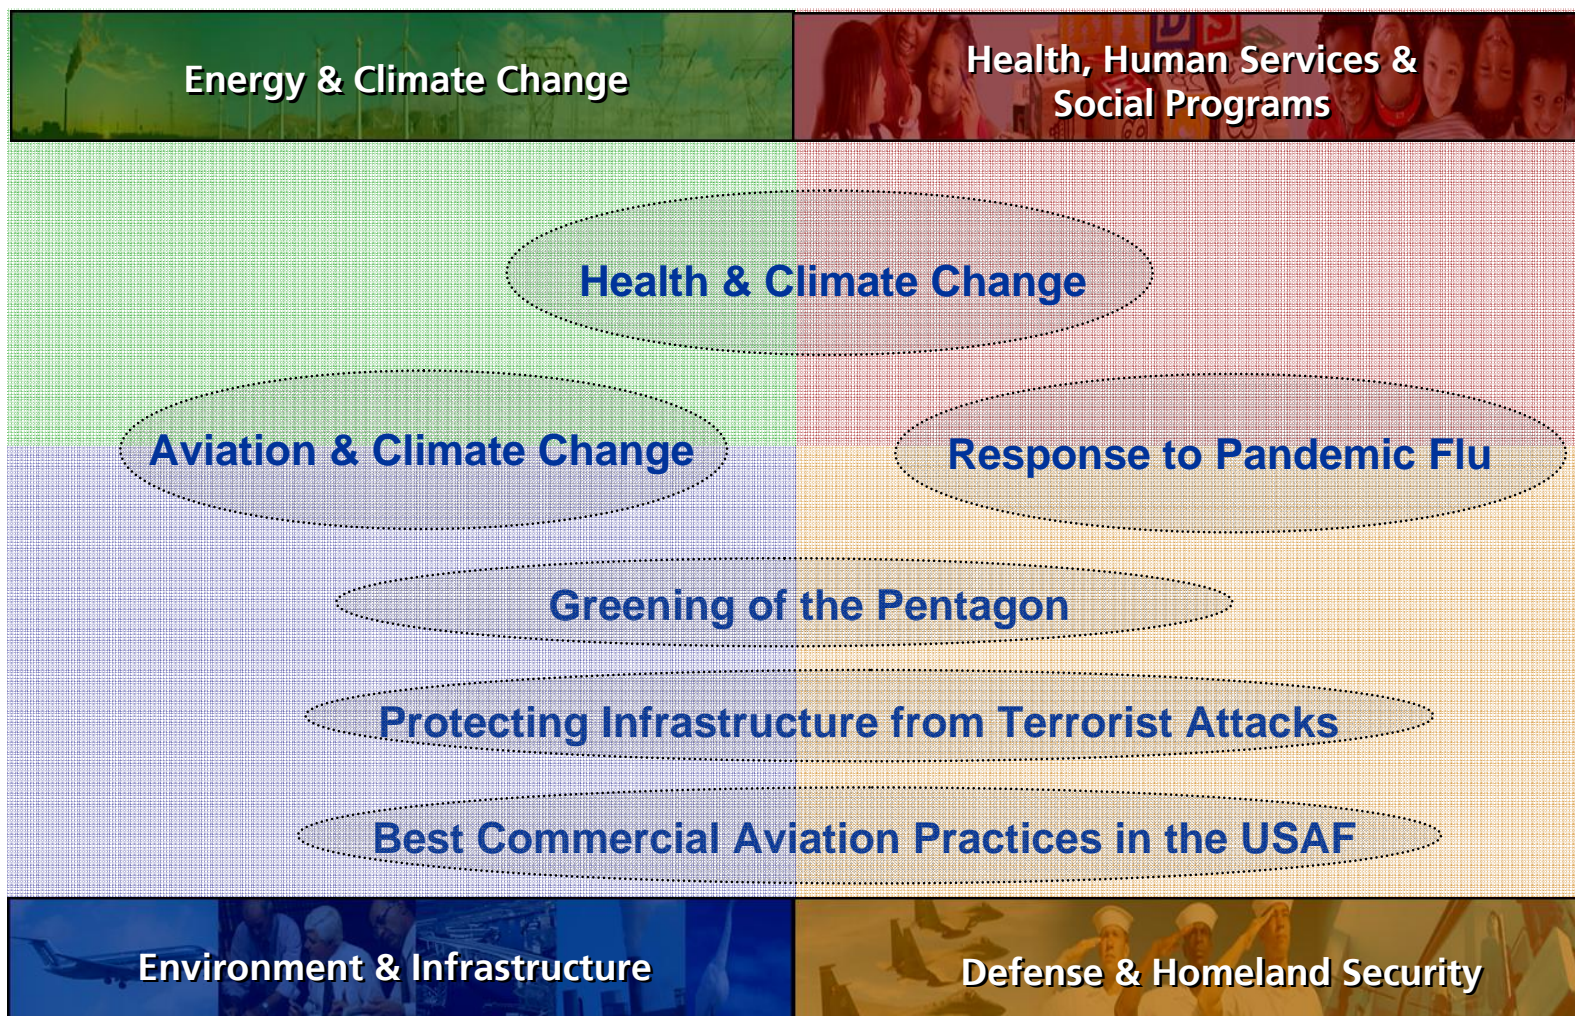 Energy & Climate Change
Health, Human Services &
Social Programs
Health & Climate Change
Aviation & Climate Change
Response to Pandemic Flu
Greening of the Pentagon
Protecting Infrastructure from Terrorist Attacks
Best Commercial Aviation Practices in the USAF
Environment & Infrastructure
Defense & Homeland Security